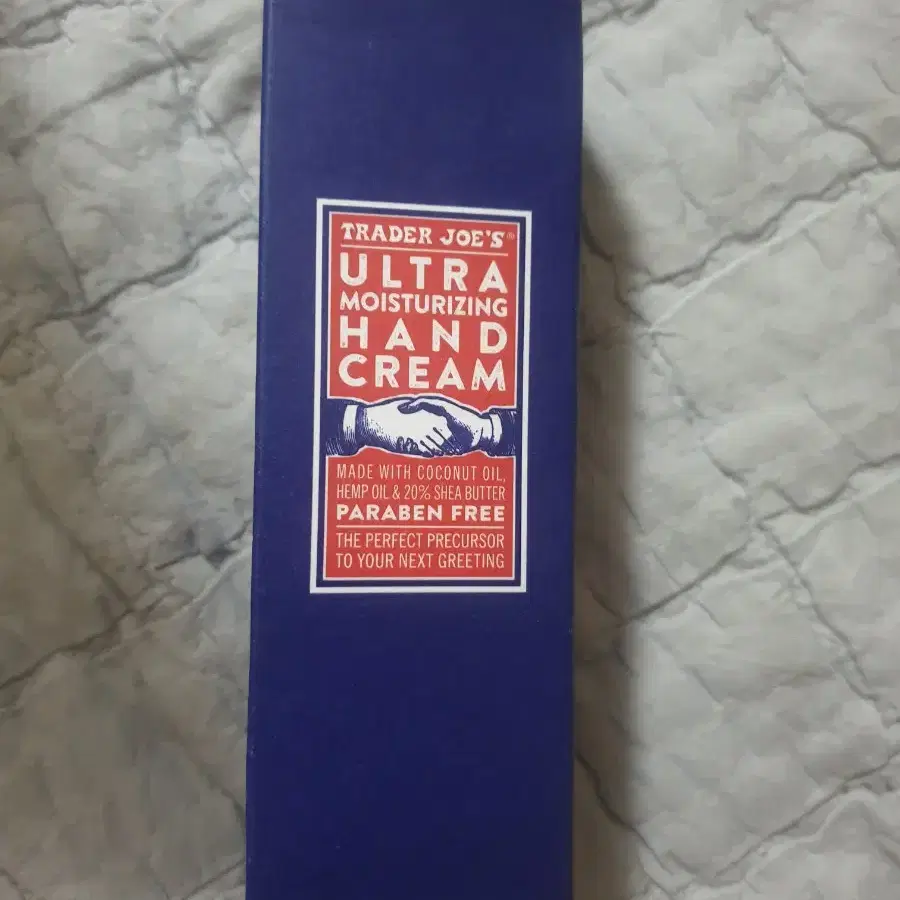 TRADER JOE'S®
ULTRA
MOISTURIZING
HAND
CREAM
MADE WITH COCONUT OIL,
HEMP OIL & 20% SHEA BUTTER
PARABEN FREE
THE PERFECT PRECURSOR
TO YOUR NEXT GREETING